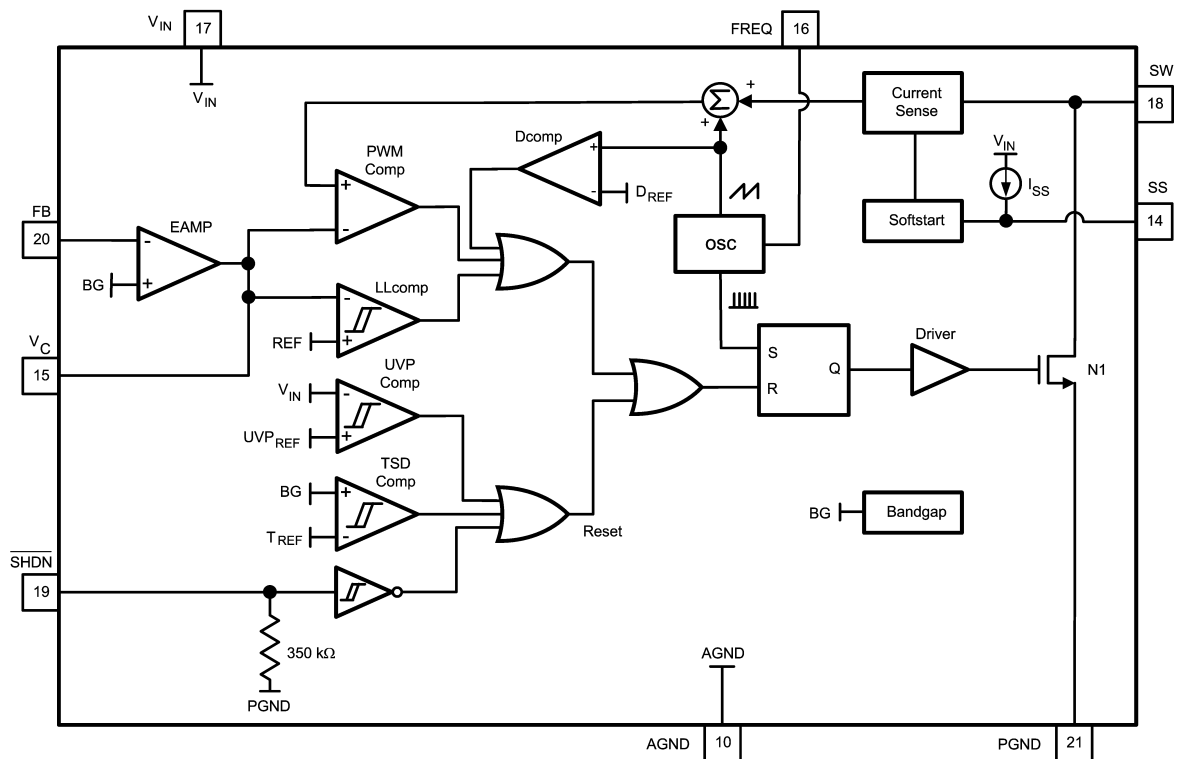 VIN
17
FREQ
16
VIN
SW
18
Current
Sense
+
Σ
+
Dcomp
+
-
DREF
PWM
Comp
+
-
VIN
ISS
SS
14
Softstart
FB
20
EAMP
-
+
BG
OSC
LLcomp
-
+
REF
VC
15
UVP
Comp
VIN
-
UVPREF
+
S
R
Q
Driver
N1
TSD
Comp
BG
+
TREF
-
Reset
BG
Bandgap
SHDN
19
350 kΩ
PGND
AGND
AGND
10
PGND
21